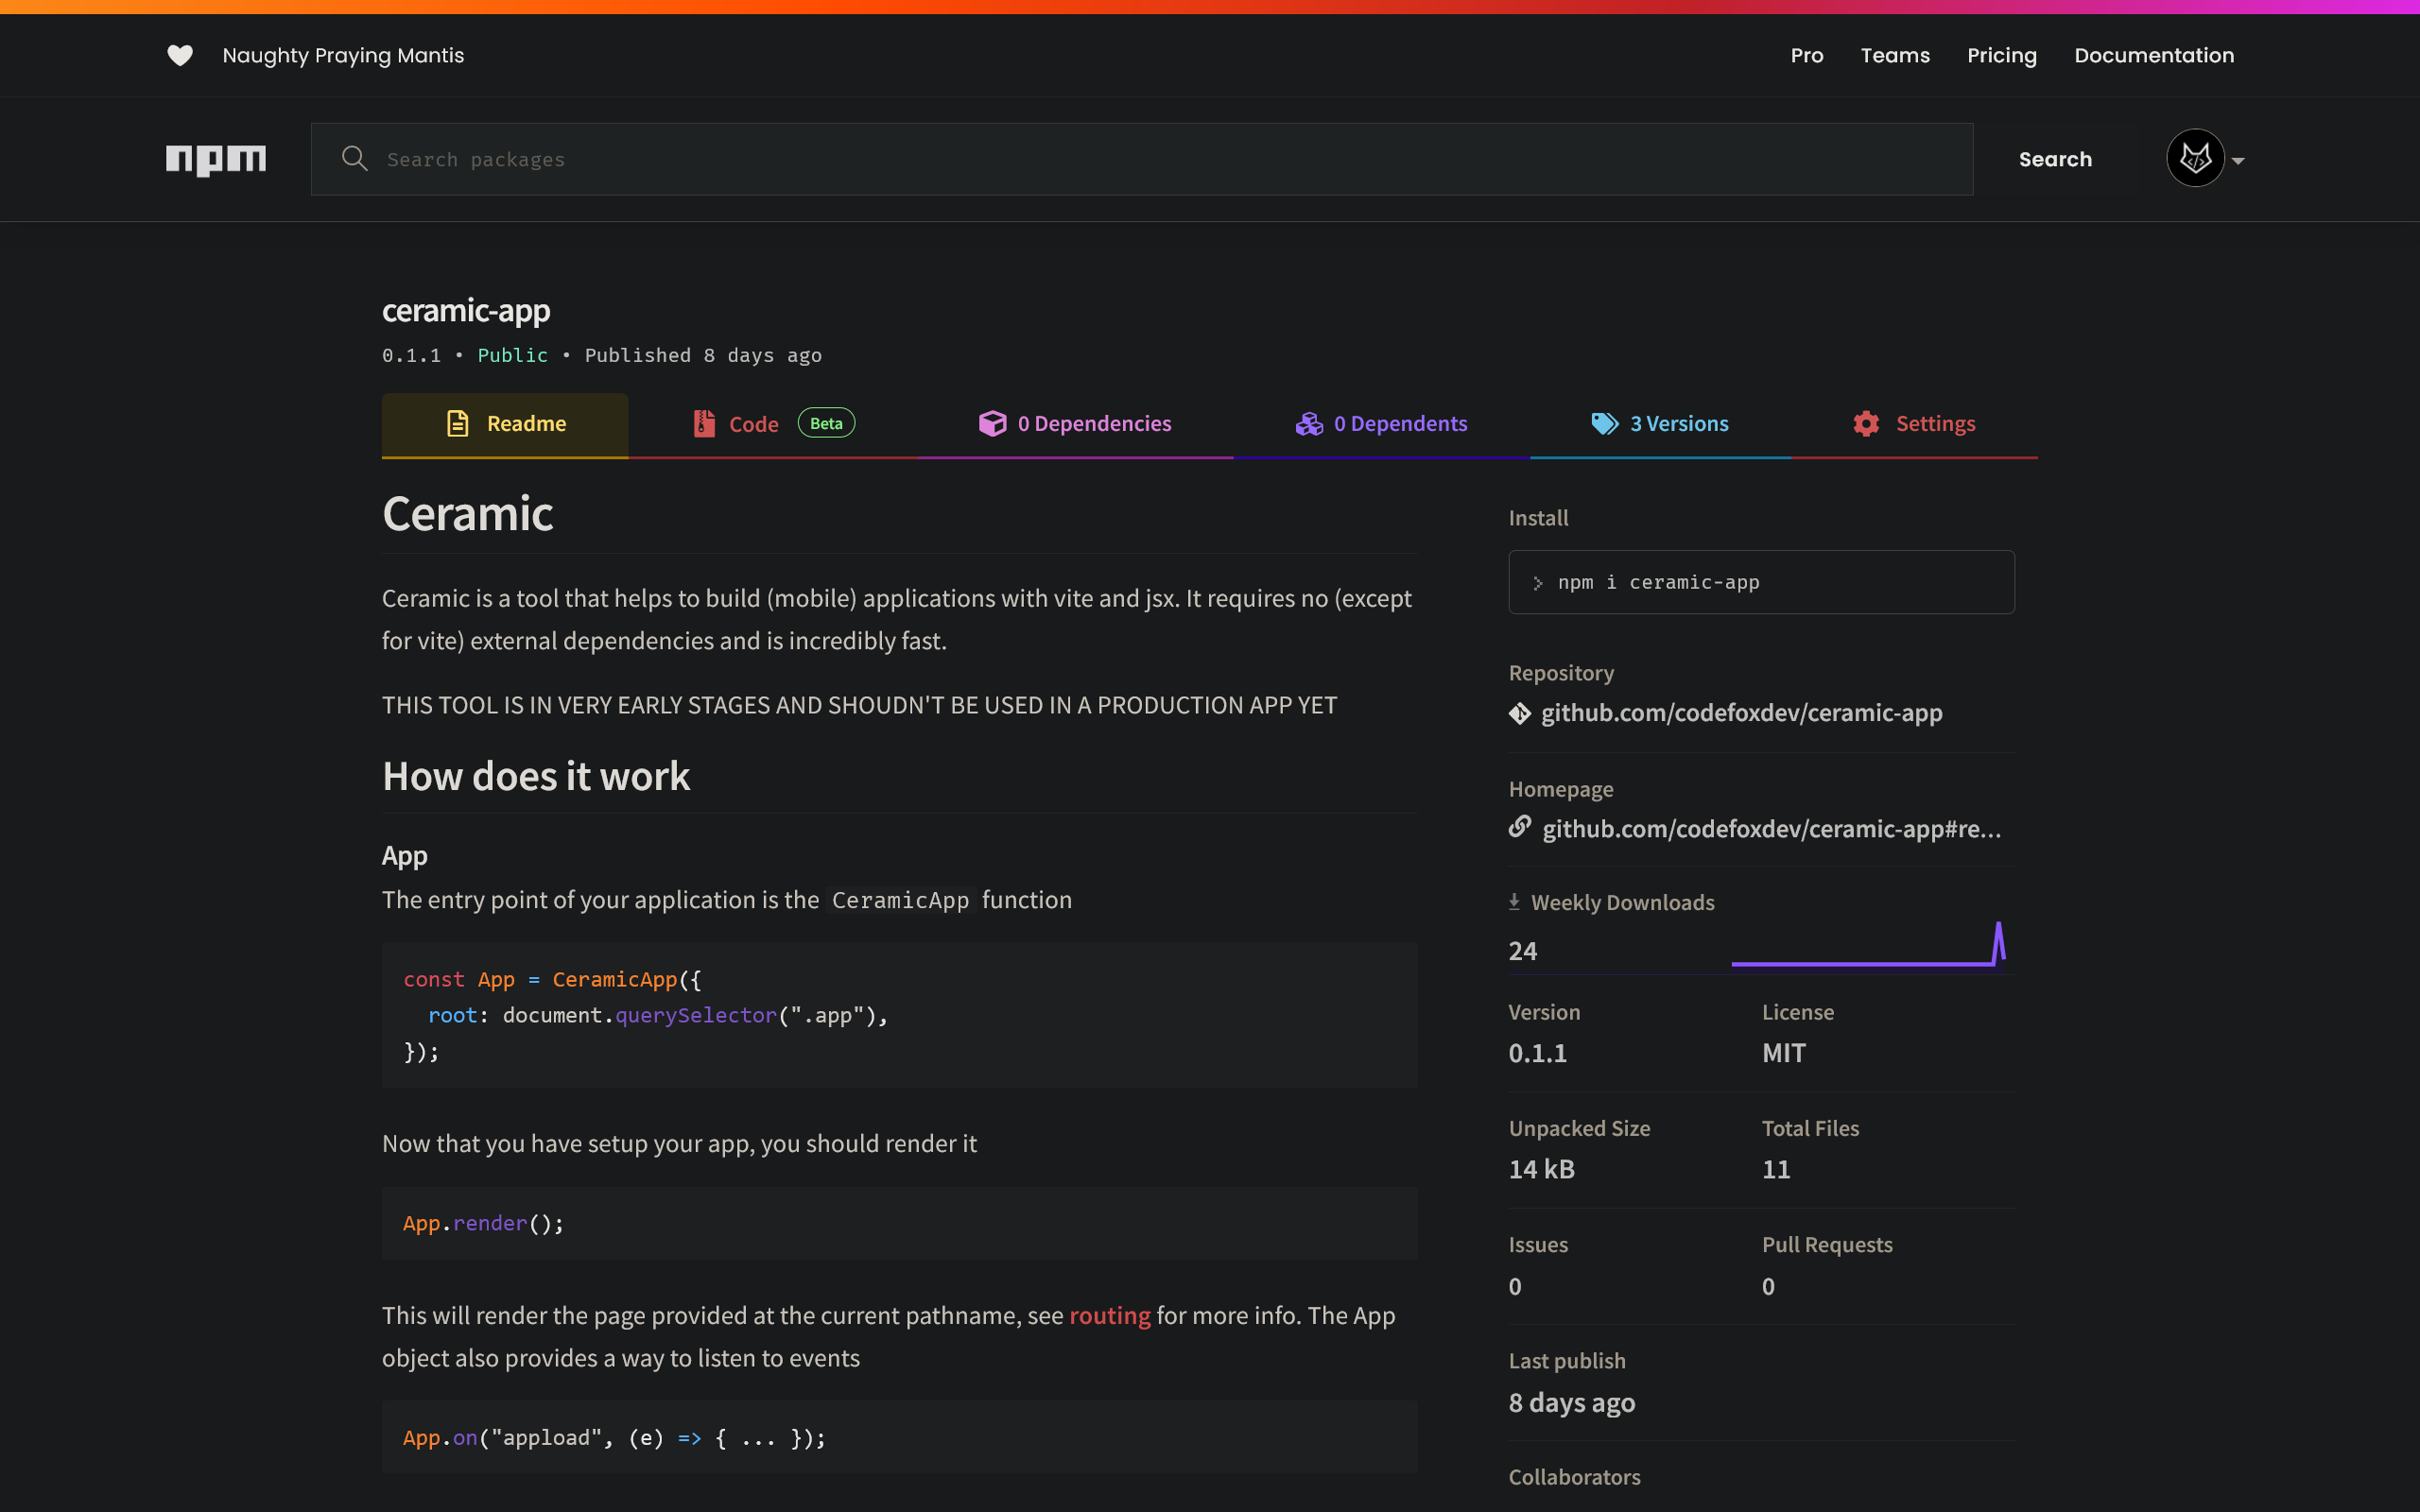 Naughty Praying Mantis
Pro Teams Pricing Documentation
npm Search packages Search
ceramic-app
0.1.1 • Public • Published 8 days ago
Readme Code Beta 0 Dependencies 0 Dependents 3 Versions Settings
Ceramic
Ceramic is a tool that helps to build (mobile) applications with vite and jsx. It requires no (except
for vite) external dependencies and is incredibly fast.
THIS TOOL IS IN VERY EARLY STAGES AND SHOUDN'T BE USED IN A PRODUCTION APP YET
How does it work
App
The entry point of your application is the CeramicApp function
const App = CeramicApp({
  root: document.querySelector(".app"),
});
Now that you have setup your app, you should render it
App.render();
This will render the page provided at the current pathname, see routing for more info. The App
object also provides a way to listen to events
App.on("appload", (e) => { ... });
Install
npm i ceramic-app
Repository
github.com/codefoxdev/ceramic-app
Homepage
github.com/codefoxdev/ceramic-app#re...
Weekly Downloads
24
Version License
0.1.1 MIT
Unpacked Size Total Files
14 kB 11
Issues Pull Requests
0 0
Last publish
8 days ago
Collaborators